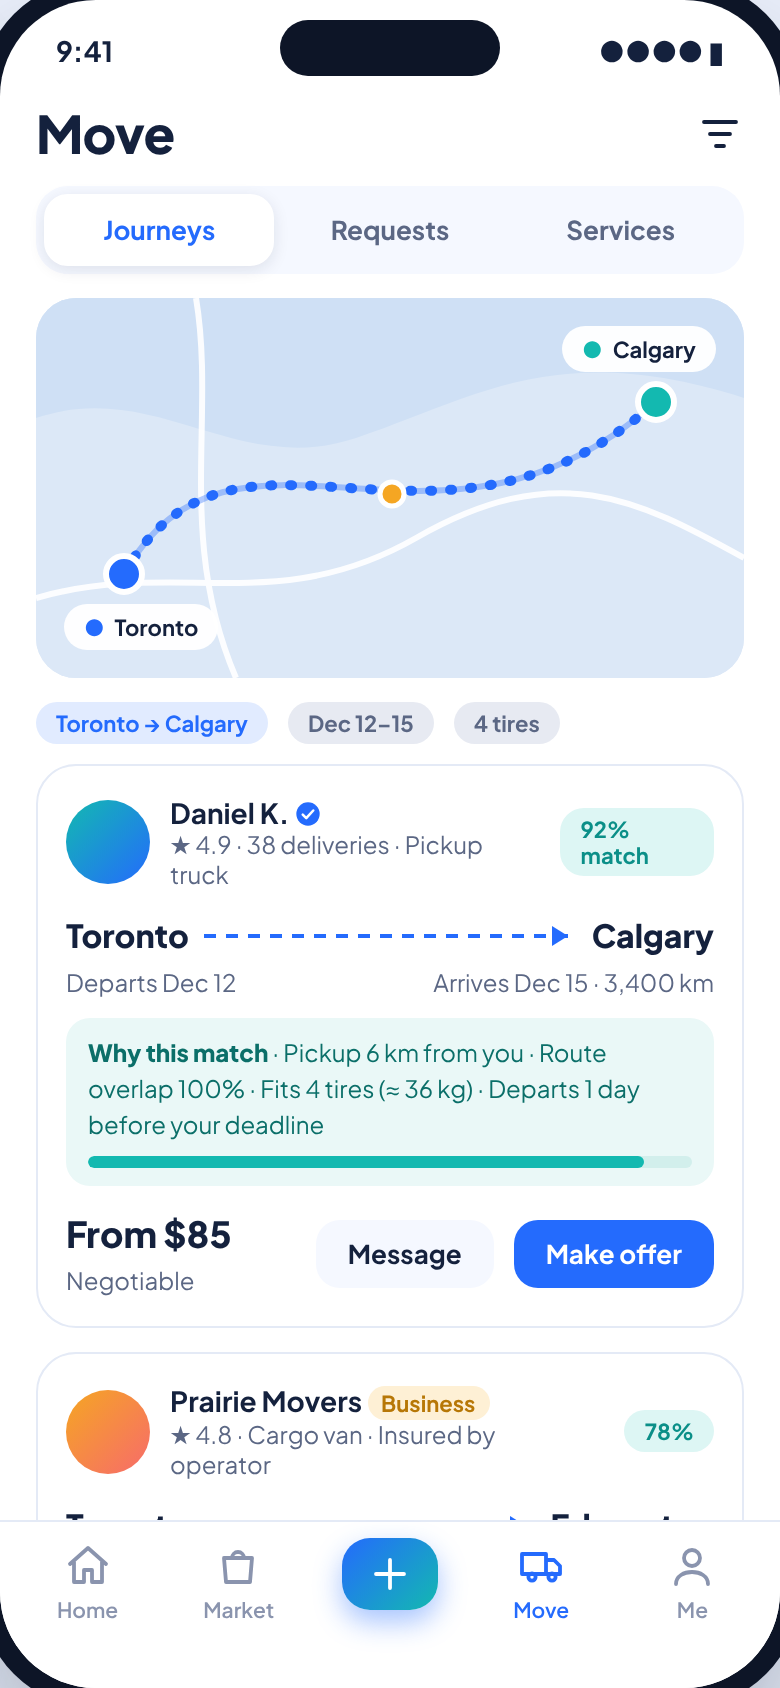 9:41
Move
Journeys
Requests
Services
Calgary
Toronto
Toronto → Calgary
Dec 12–15
4 tires
Daniel K.
★ 4.9 · 38 deliveries · Pickup
truck
92%
match
Toronto
Calgary
Departs Dec 12
Arrives Dec 15 · 3,400 km
Why this match · Pickup 6 km from you · Route
overlap 100% · Fits 4 tires (≈ 36 kg) · Departs 1 day
before your deadline
From $85
Negotiable
Message
Make offer
Prairie Movers
Business
★ 4.8 · Cargo van · Insured by
operator
78%
Home
Market
Move
Me